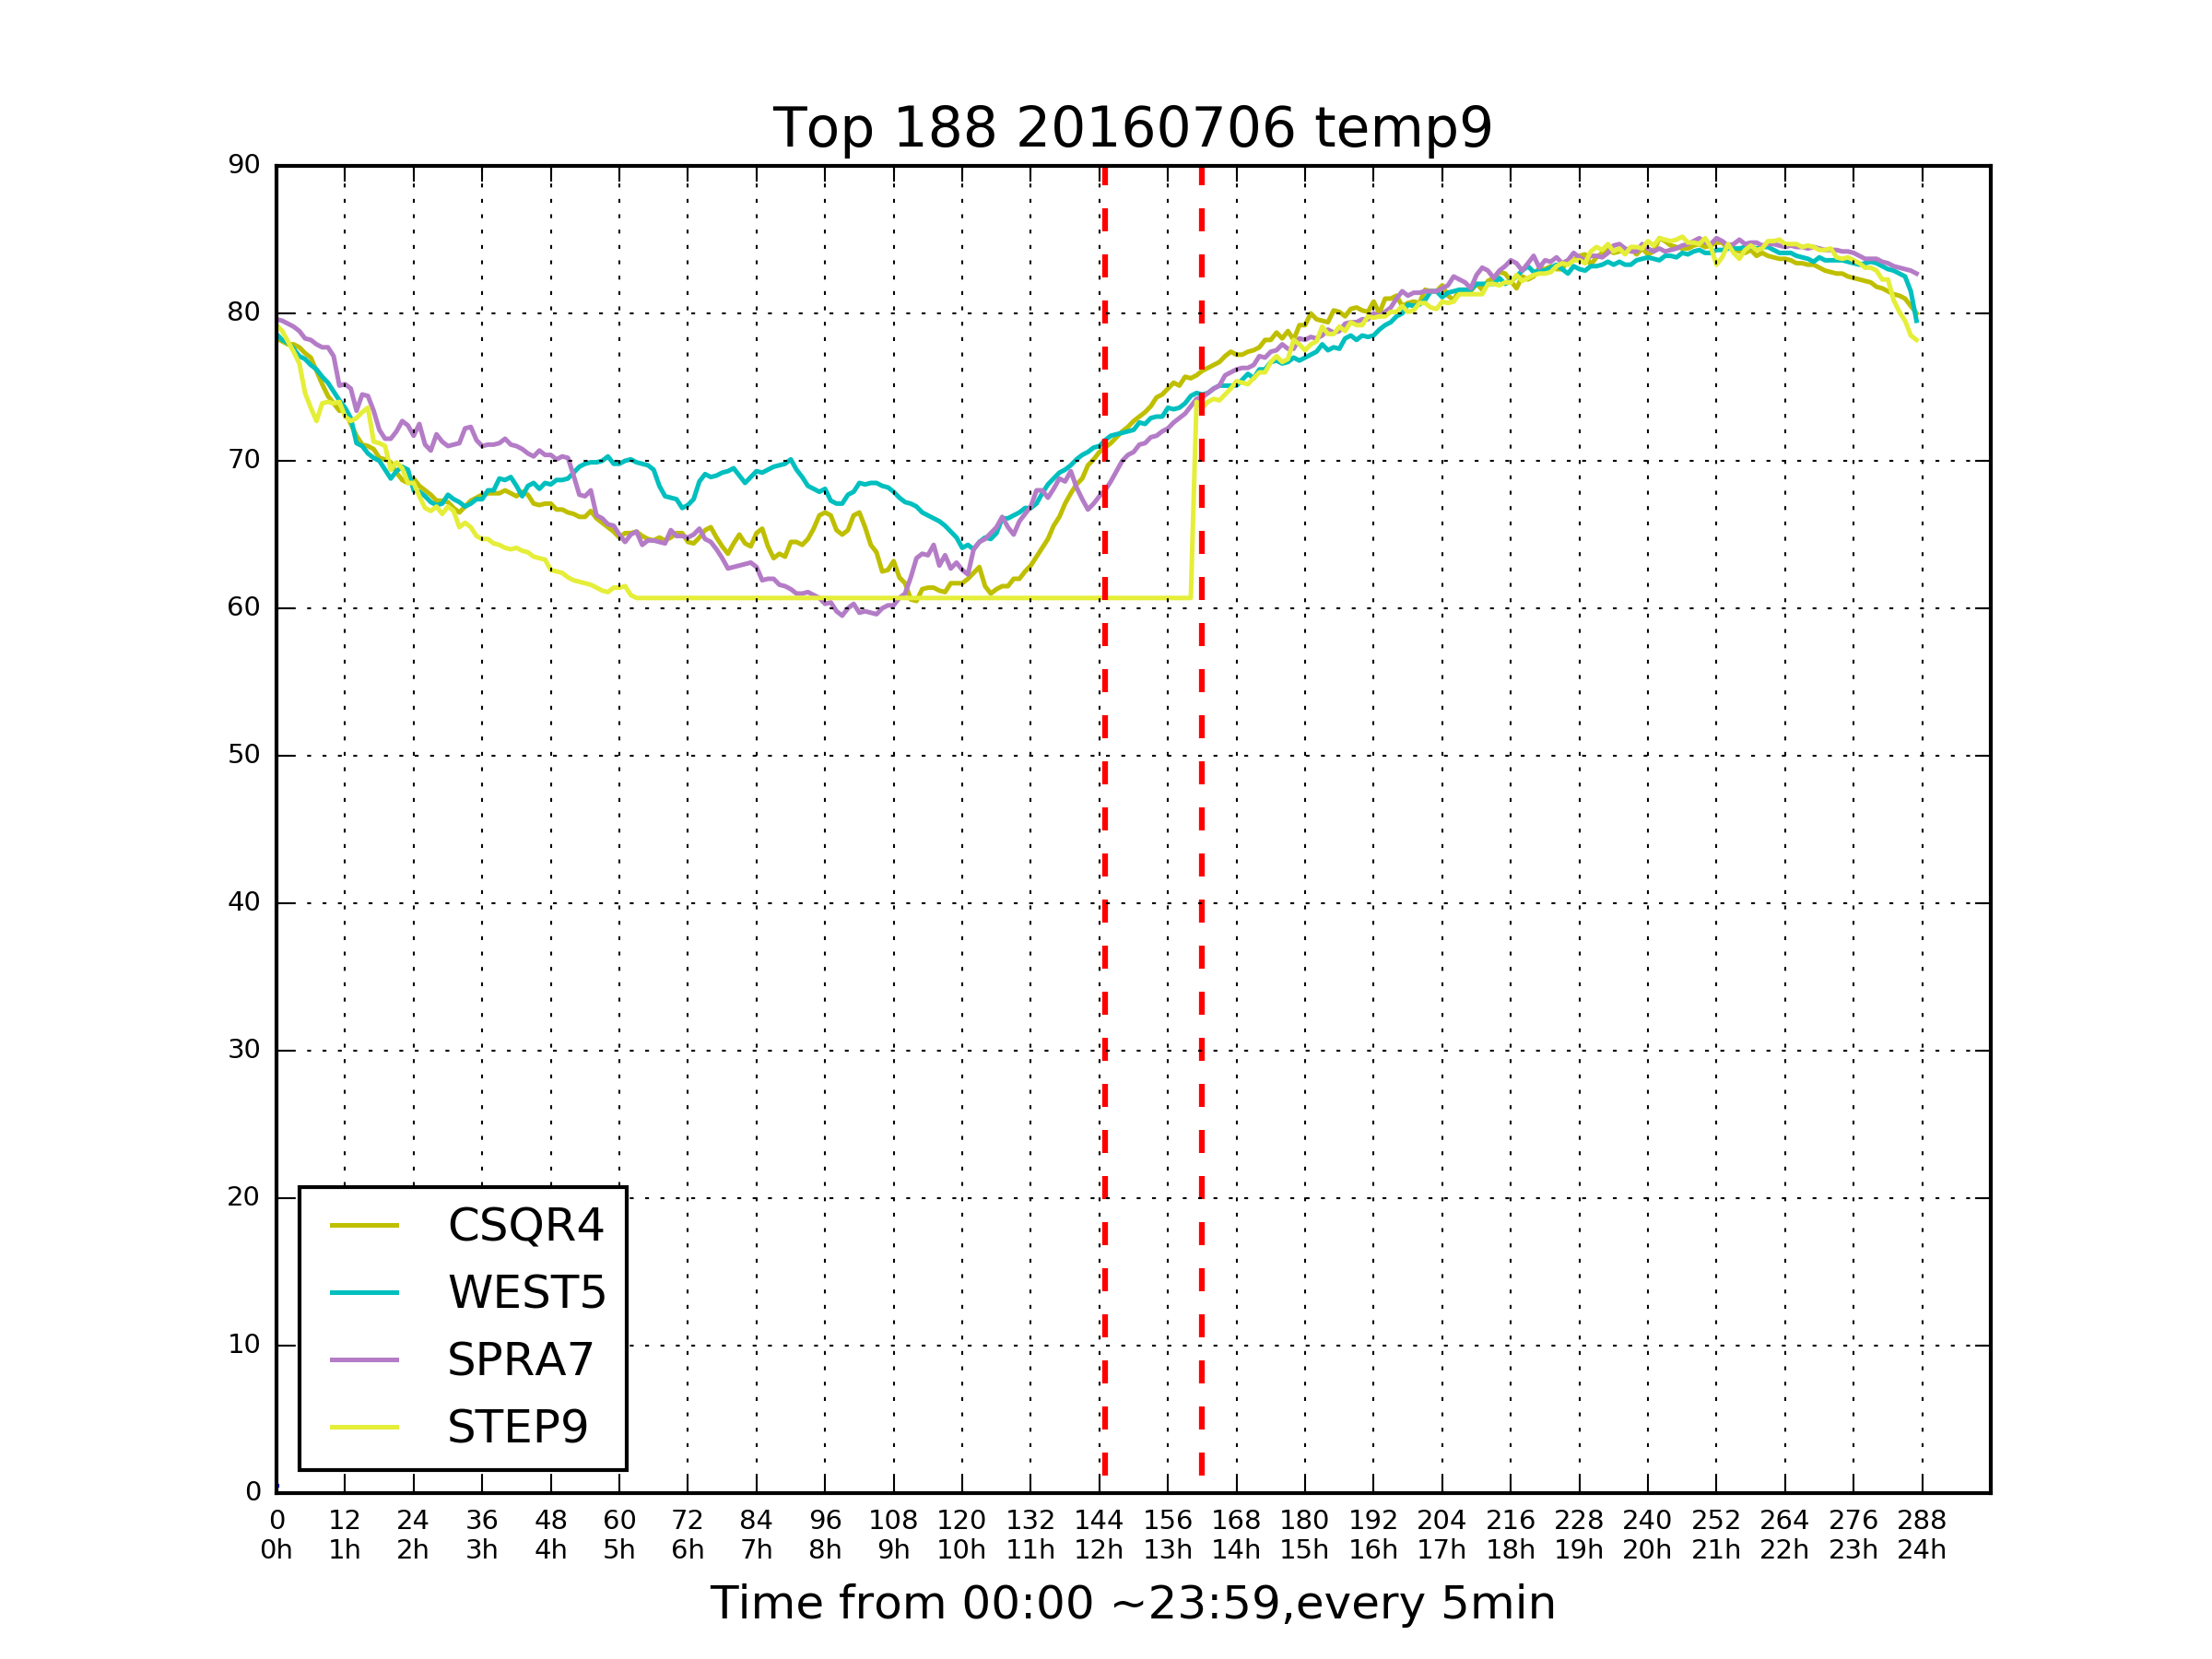 Top 188 20160706 temp9
90
80
70
60
50
40
30
20
10
0
CSQR4
WEST5
SPRA7
STEP9
0 12 24 36 48 60 72 84 96 108 120 132 144 156 168 180 192 204 216 228 240 252 264 276 288
0h 1h 2h 3h 4h 5h 6h 7h 8h 9h 10h 11h 12h 13h 14h 15h 16h 17h 18h 19h 20h 21h 22h 23h 24h
Time from 00:00 ~23:59,every 5min